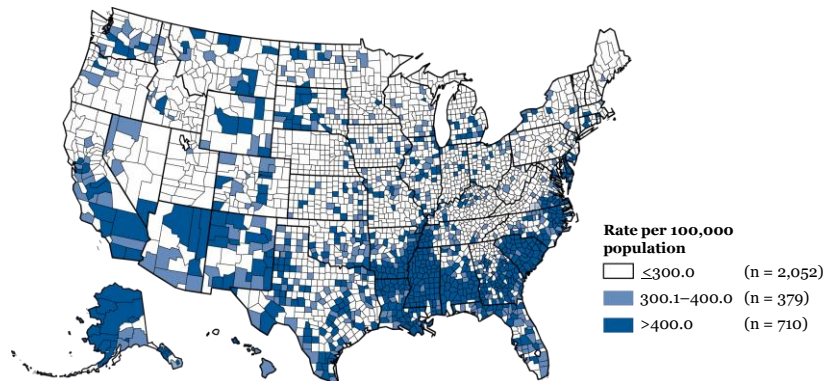 Rate per 100,000
population
≤300.0 (n = 2,052)
300.1–400.0 (n = 379)
>400.0 (n = 710)